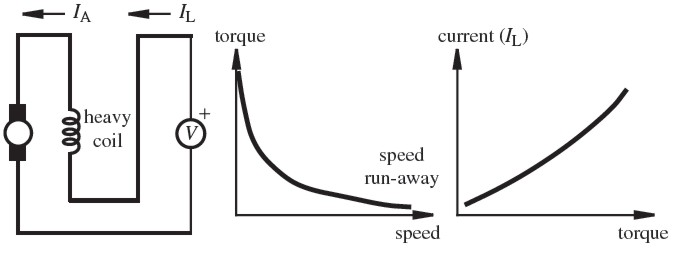 I_A
I_L
heavy
coil
V
+
torque
speed
run-away
speed
current (I_L)
torque